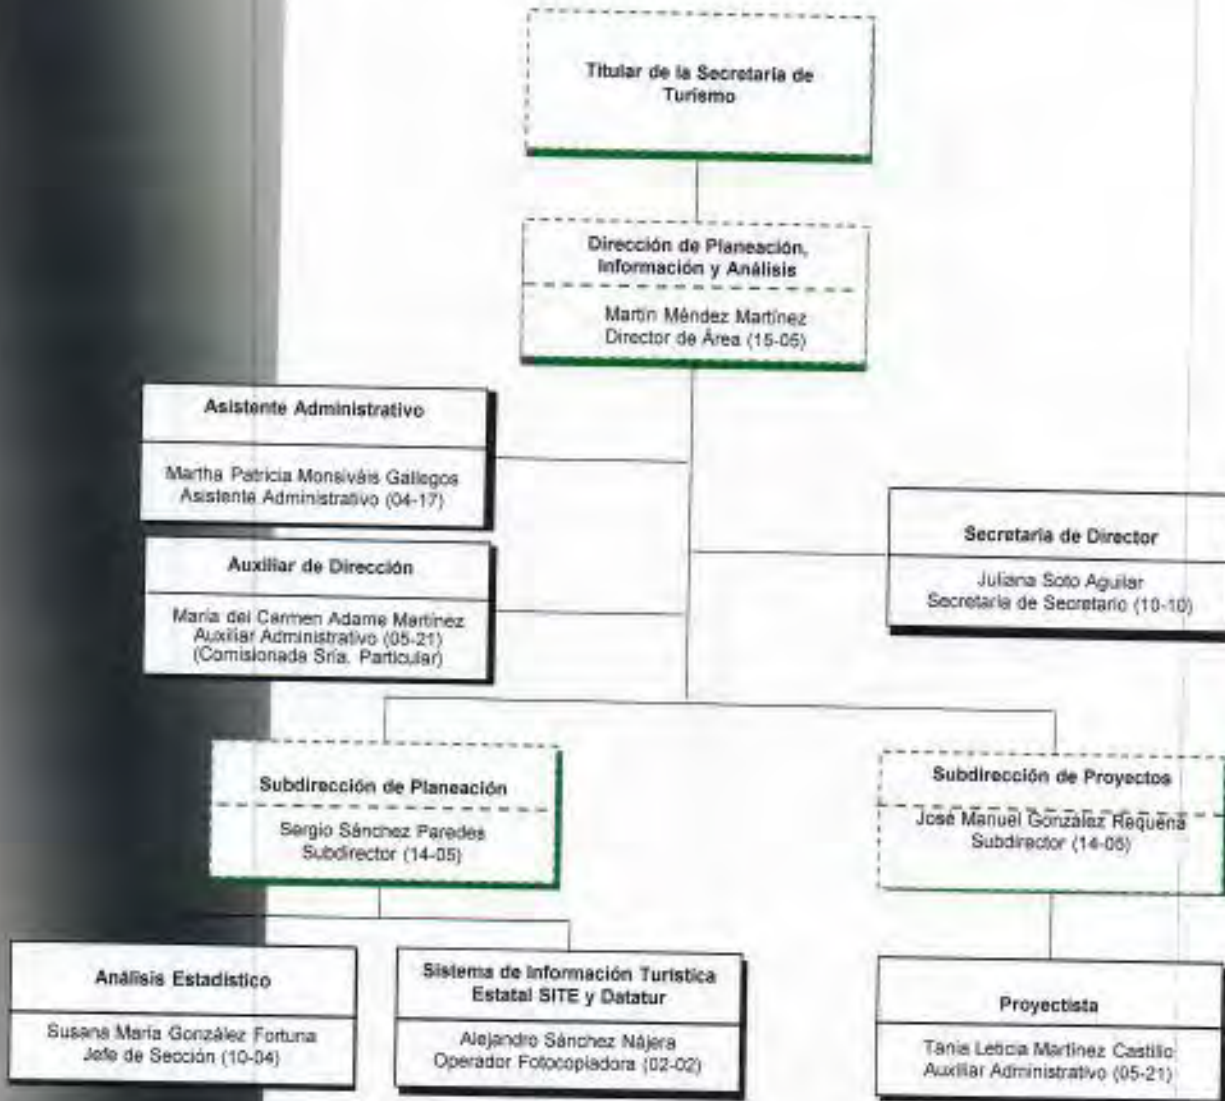 Titular de la Secretaría de
Turismo
Dirección de Planeación,
Información y Análisis
Martín Méndez Martínez
Director de Área (15-05)
Asistente Administrativo
Martha Patricia Monsiváis Gallegos
Asistente Administrativo (04-17)
Auxiliar de Dirección
María del Carmen Adame Martínez
Auxiliar Administrativo (05-21)
(Comisionada Sria. Particular)
Secretaria de Director
Juliana Soto Aguilar
Secretaria de Secretario (10-10)
Subdirección de Planeación
Sergio Sánchez Paredes
Subdirector (14-05)
Subdirección de Proyectos
José Manuel González Requena
Subdirector (14-05)
Análisis Estadístico
Susana María González Fortuna
Jefe de Sección (10-04)
Sistema de Información Turística
Estatal SITE y Datatur
Alejandro Sánchez Nájera
Operador Fotocopiadora (02-02)
Proyectista
Tania Leticia Martínez Castillo
Auxiliar Administrativo (05-21)